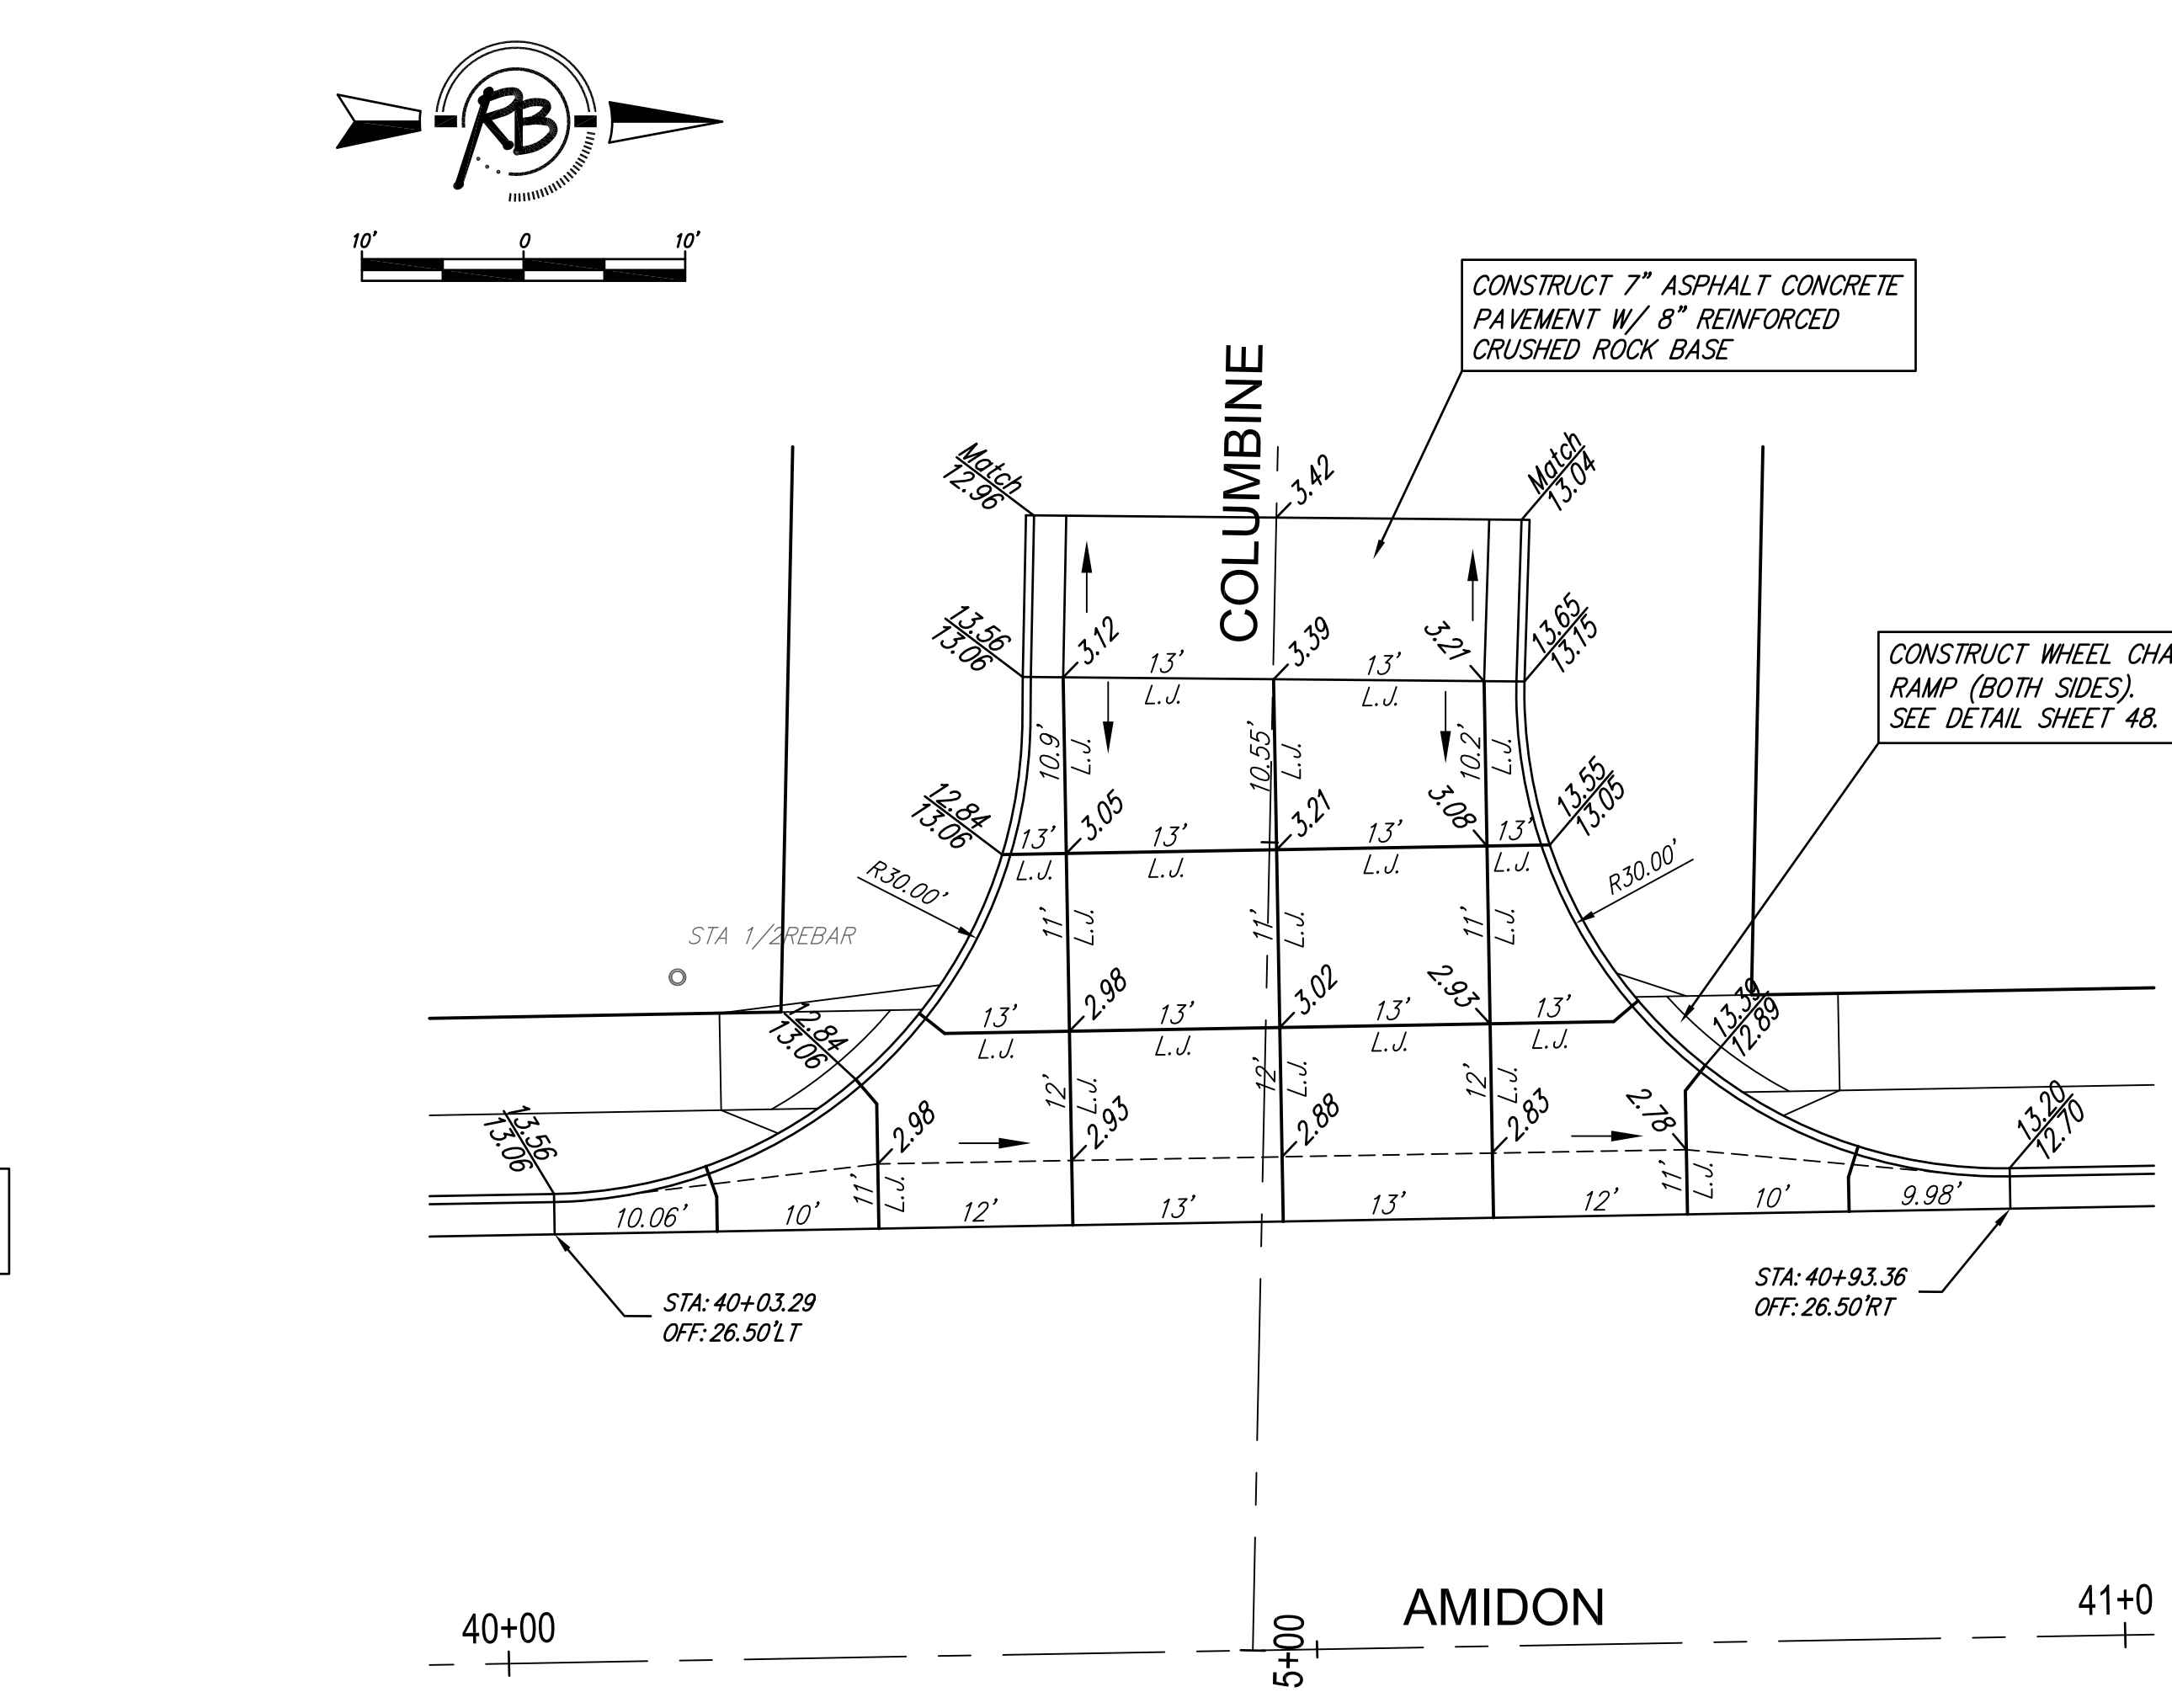 RB
10' 0 10'
CONSTRUCT 7" ASPHALT CONCRETE
PAVEMENT W/ 8" REINFORCED
CRUSHED ROCK BASE
COLUMBINE
Match
12.96
3.42
Match
13.04
13.56
13.06
3.12
13'
L.J.
3.39
13'
L.J.
3.21
13.65
13.15
CONSTRUCT WHEEL CHA
RAMP (BOTH SIDES).
SEE DETAIL SHEET 48.
10.9'
L.J.
10.55'
L.J.
10.2'
L.J.
12.84
13.06
13'
L.J.
3.05
13'
L.J.
3.21
13'
L.J.
3.08
13'
L.J.
13.55
13.05
R30.00'
R30.00'
STA 1/2REBAR
11'
L.J.
11'
L.J.
11'
L.J.
12.84
13.06
13'
L.J.
2.98
13'
L.J.
3.02
13'
L.J.
2.93
13'
L.J.
13.39
12.89
12'
L.J.
12'
L.J.
12'
L.J.
13.56
13.06
2.98
2.93
2.88
2.83
2.78
13.20
12.70
11'
L.J.
11'
L.J.
10.06'
10'
12'
13'
13'
12'
10'
9.98'
STA: 40+03.29
OFF: 26.50'LT
STA: 40+93.36
OFF: 26.50'RT
40+00
5+00
AMIDON
41+0